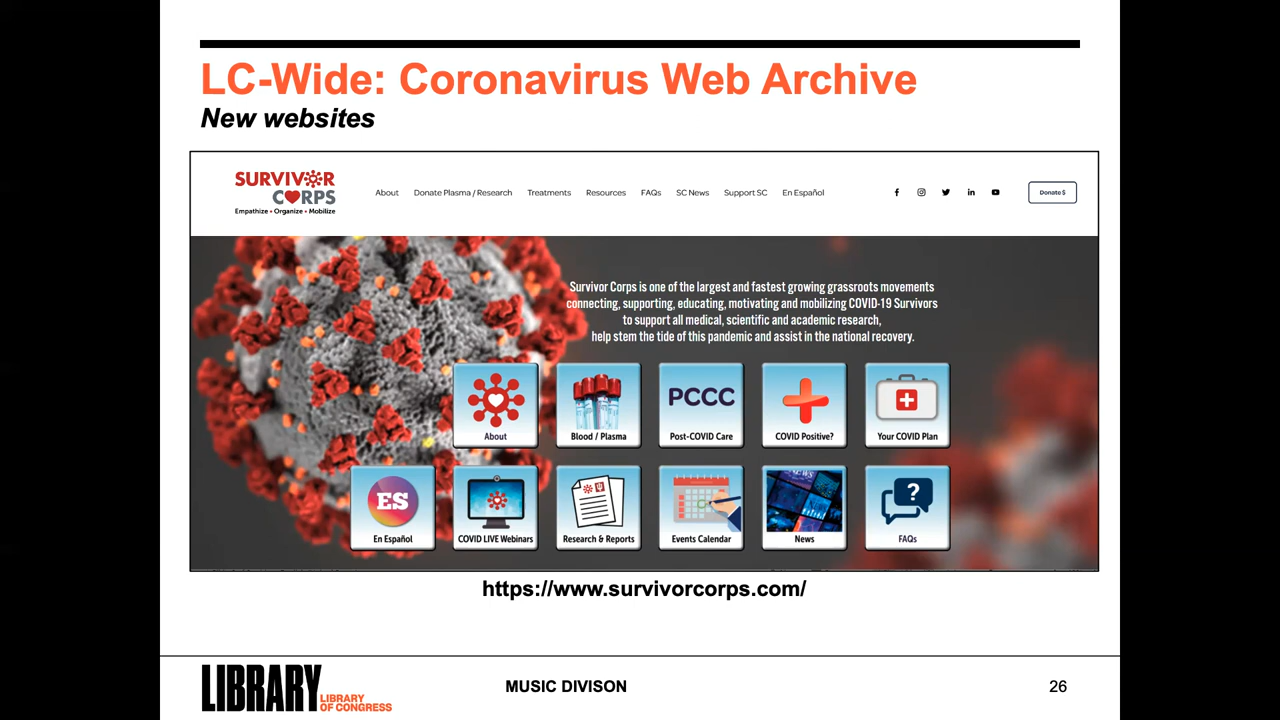 LC-Wide: Coronavirus Web Archive
New websites
SURVIVOR
CORPS
Empathize • Organize • Mobilize
About Donate Plasma / Research Treatments Resources FAQs SC News Support SC En Español
Donate $
Survivor Corps is one of the largest and fastest growing grassroots movements
connecting, supporting, educating, motivating and mobilizing COVID-19 Survivors
to support all medical, scientific and academic research,
help stem the tide of this pandemic and assist in the national recovery.
PCCC
About Blood / Plasma Post-COVID Care COVID Positive? Your COVID Plan
ES
NEWS
?
En Español COVID LIVE Webinars Research & Reports Events Calendar News FAQs
https://www.survivorcorps.com/
LIBRARY
LIBRARY
OF CONGRESS
MUSIC DIVISON
26